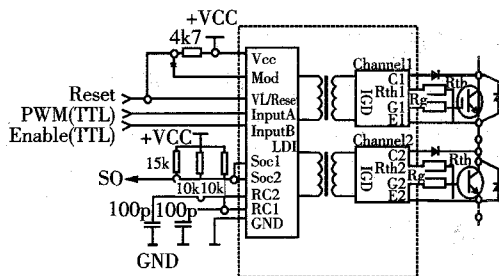 +VCC
4k7
Vcc
Mod
Reset
VL/Reset
PWM(TTL)
InputA
Enable(TTL)
InputB
LDI
+VCC
15k
10k 10k
Soc1
SO
Soc2
RC2
100p 100p
RC1
GND
GND
Channel1
IGD
C1
Rth1
G1
E1
Rg
Rth
Channel2
IGD
C2
Rth2
G2
E2
Rg
Rth